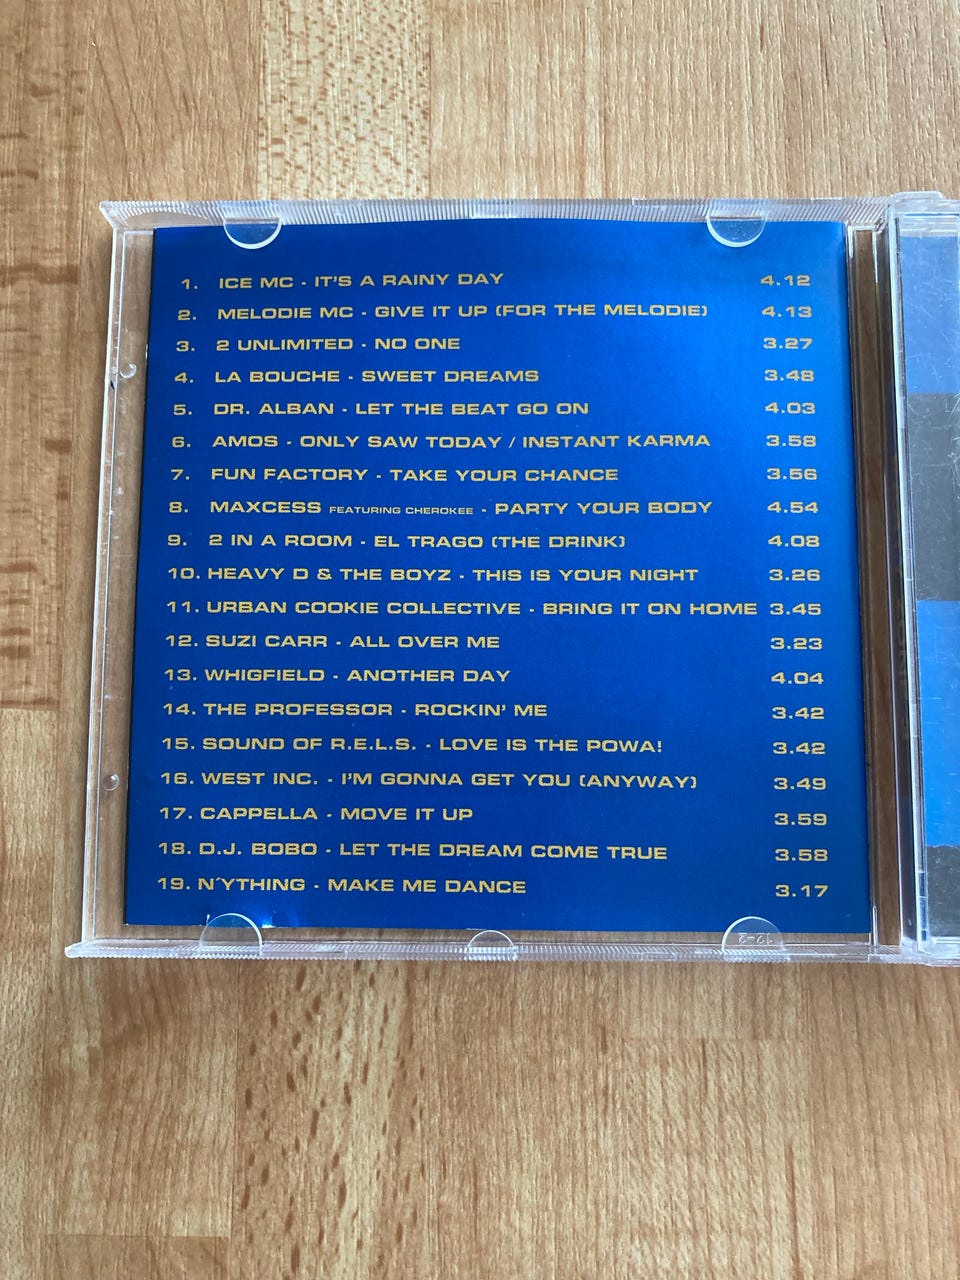 1. ICE MC - IT'S A RAINY DAY 4.12
2. MELODIE MC - GIVE IT UP (FOR THE MELODIE) 4.13
3. 2 UNLIMITED - NO ONE 3.27
4. LA BOUCHE - SWEET DREAMS 3.48
5. DR. ALBAN - LET THE BEAT GO ON 4.03
6. AMOS - ONLY SAW TODAY / INSTANT KARMA 3.58
7. FUN FACTORY - TAKE YOUR CHANCE 3.56
8. MAXCESS FEATURING CHEROKEE - PARTY YOUR BODY 4.54
9. 2 IN A ROOM - EL TRAGO (THE DRINK) 4.08
10. HEAVY D & THE BOYZ - THIS IS YOUR NIGHT 3.26
11. URBAN COOKIE COLLECTIVE - BRING IT ON HOME 3.45
12. SUZI CARR - ALL OVER ME 3.23
13. WHIGFIELD - ANOTHER DAY 4.04
14. THE PROFESSOR - ROCKIN' ME 3.42
15. SOUND OF R.E.L.S. - LOVE IS THE POWA! 3.42
16. WEST INC. - I'M GONNA GET YOU (ANYWAY) 3.49
17. CAPPELLA - MOVE IT UP 3.59
18. D.J. BOBO - LET THE DREAM COME TRUE 3.58
19. N´YTHING - MAKE ME DANCE 3.17
12-2